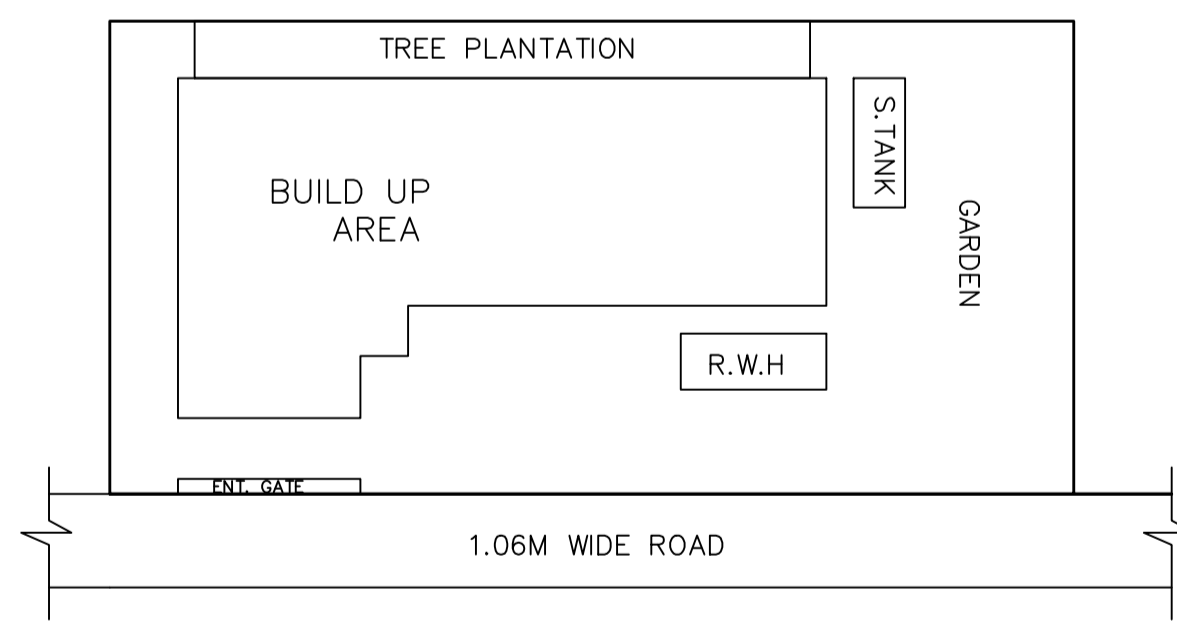 TREE PLANTATION
S.TANK
BUILD UP
AREA
GARDEN
R.W.H
ENT. GATE
1.06M WIDE ROAD